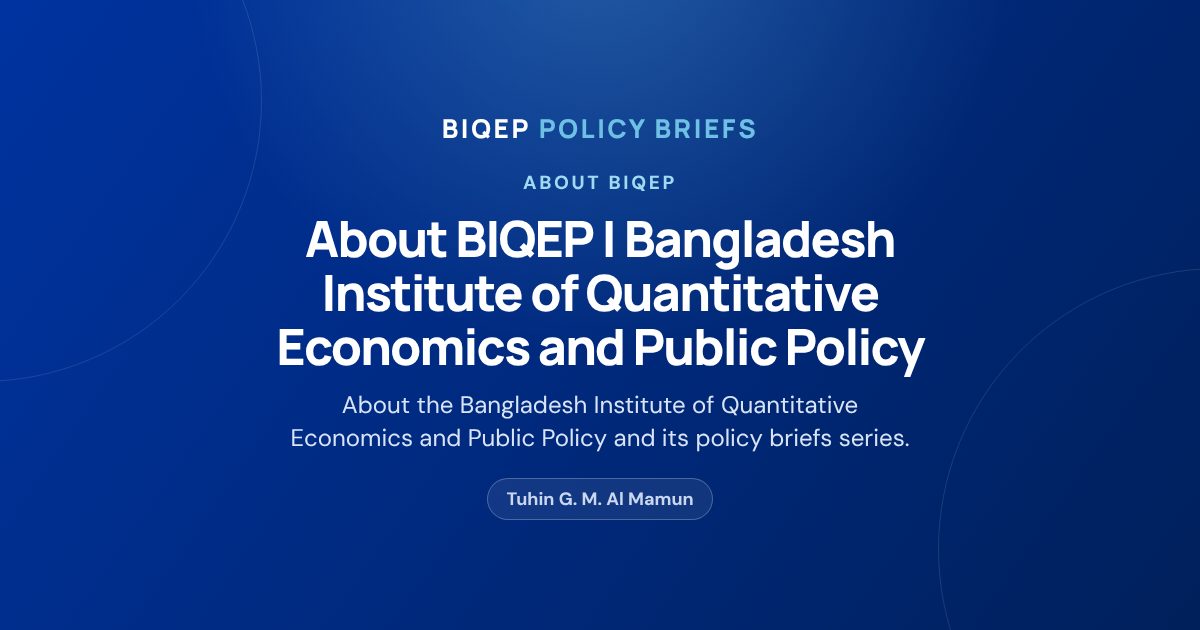 BIQEP POLICY BRIEFS
ABOUT BIQEP
About BIQEP | Bangladesh
Institute of Quantitative
Economics and Public Policy
About the Bangladesh Institute of Quantitative
Economics and Public Policy and its policy briefs series.
Tuhin G. M. Al Mamun